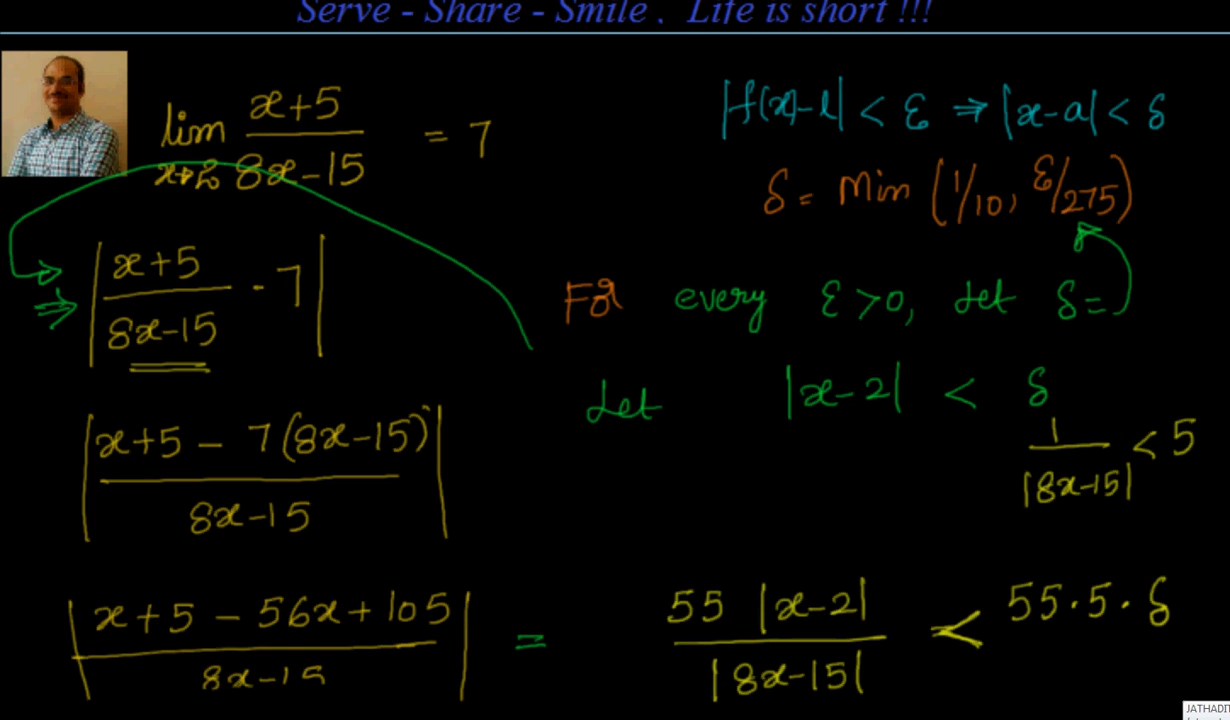 Serve - Share - Smile . Life is short !!!
lim x→2 (x+5)/(8x-15) = 7
|f(x)-l| < ε ⇒ |x-a| < δ
δ = Min (1/10, ε/275)
⇒ |(x+5)/(8x-15) - 7|
For every ε>0, Let δ=
Let |x-2| < δ
1/|8x-15| < 5
|(x+5 - 7(8x-15))/(8x-15)|
|(x+5 - 56x+105)/(8x-15)| = 55 |x-2|/|8x-15| < 55.5.δ